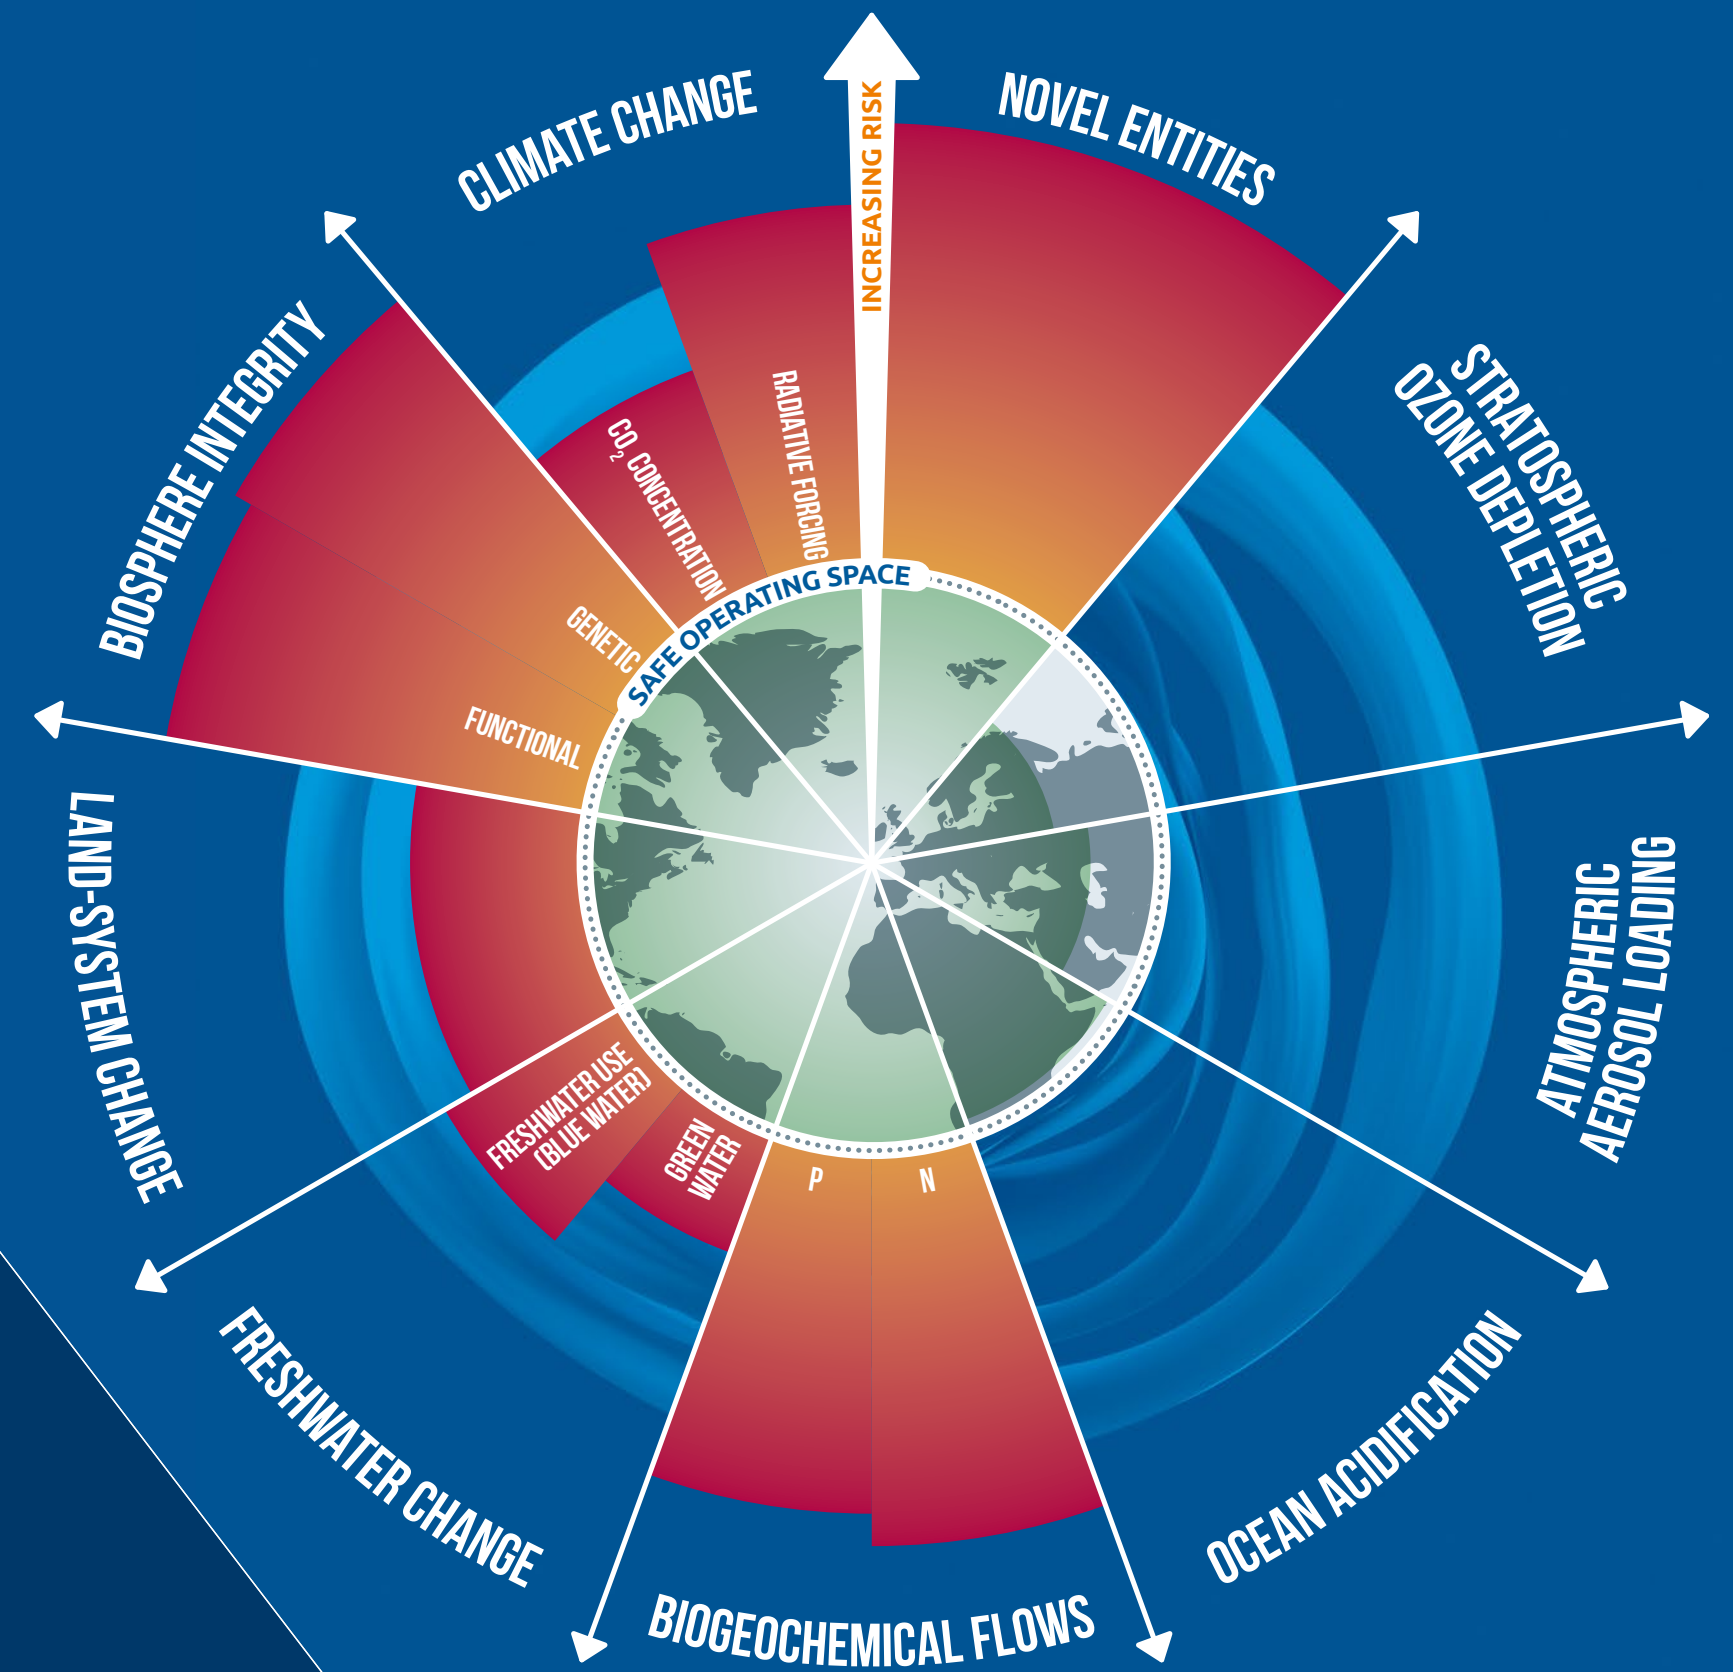 INCREASING RISK
CLIMATE CHANGE
NOVEL ENTITIES
STRATOSPHERIC
OZONE DEPLETION
ATMOSPHERIC
AEROSOL LOADING
OCEAN ACIDIFICATION
BIOGEOCHEMICAL FLOWS
FRESHWATER CHANGE
LAND-SYSTEM CHANGE
BIOSPHERE INTEGRITY
RADIATIVE FORCING
CO₂ CONCENTRATION
GENETIC
FUNCTIONAL
SAFE OPERATING SPACE
FRESHWATER USE
(BLUE WATER)
GREEN
WATER
P
N